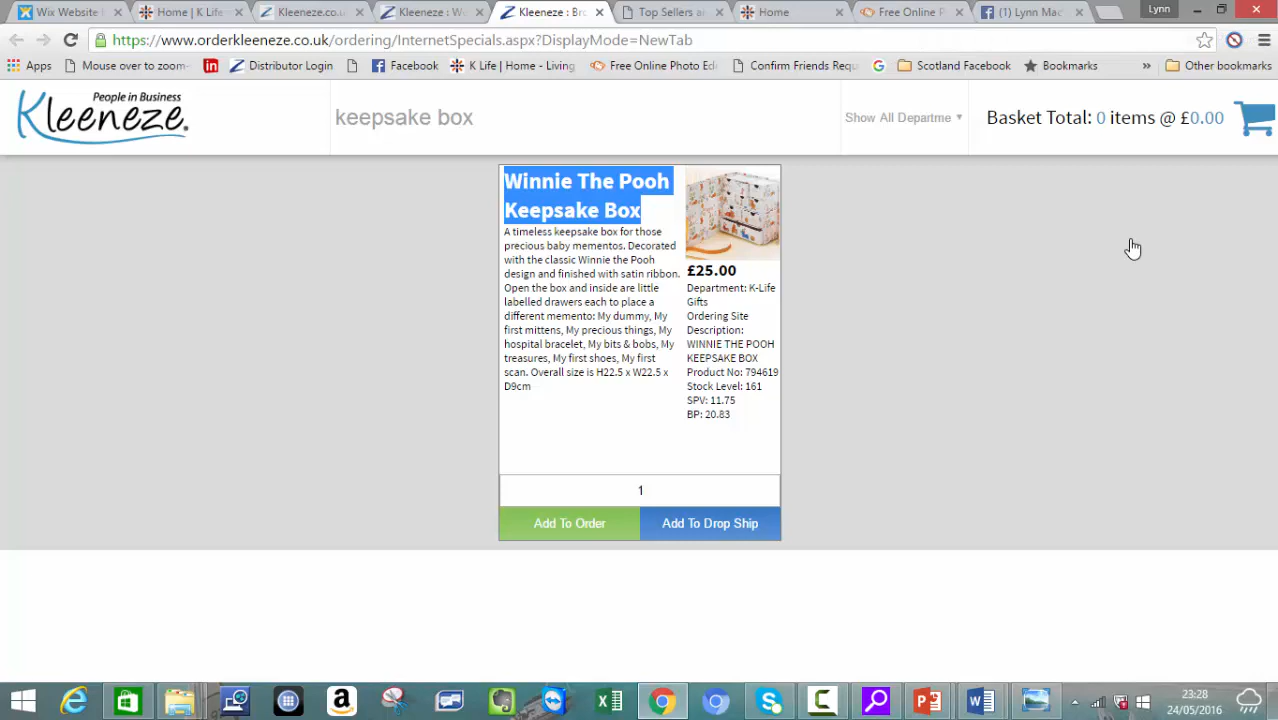 Wix Website
Home | K Life
Kleeneze.co.u
Kleeneze : W
Kleeneze : Br
Top Sellers a
Home
Free Online P
(1) Lynn Mac
Lynn
https://www.orderkleeneze.co.uk/ordering/InternetSpecials.aspx?DisplayMode=NewTab
Apps
Mouse over to zoom-
Distributor Login
Facebook
K Life | Home - Living
Free Online Photo Edi
Confirm Friends Requ
Scotland Facebook
Bookmarks
»
Other bookmarks
People in Business
Kleeneze.
keepsake box
Show All Departme
Basket Total: 0 items @ £0.00
Winnie The Pooh
Keepsake Box
A timeless keepsake box for those
precious baby mementos. Decorated
with the classic Winnie the Pooh
design and finished with satin ribbon.
Open the box and inside are little
labelled drawers each to place a
different memento: My dummy, My
first mittens, My precious things, My
hospital bracelet, My bits & bobs, My
treasures, My first shoes, My first
scan. Overall size is H22.5 x W22.5 x
D9cm
£25.00
Department: K-Life
Gifts
Ordering Site
Description:
WINNIE THE POOH
KEEPSAKE BOX
Product No: 794619
Stock Level: 161
SPV: 11.75
BP: 20.83
1
Add To Order
Add To Drop Ship
23:28
24/05/2016